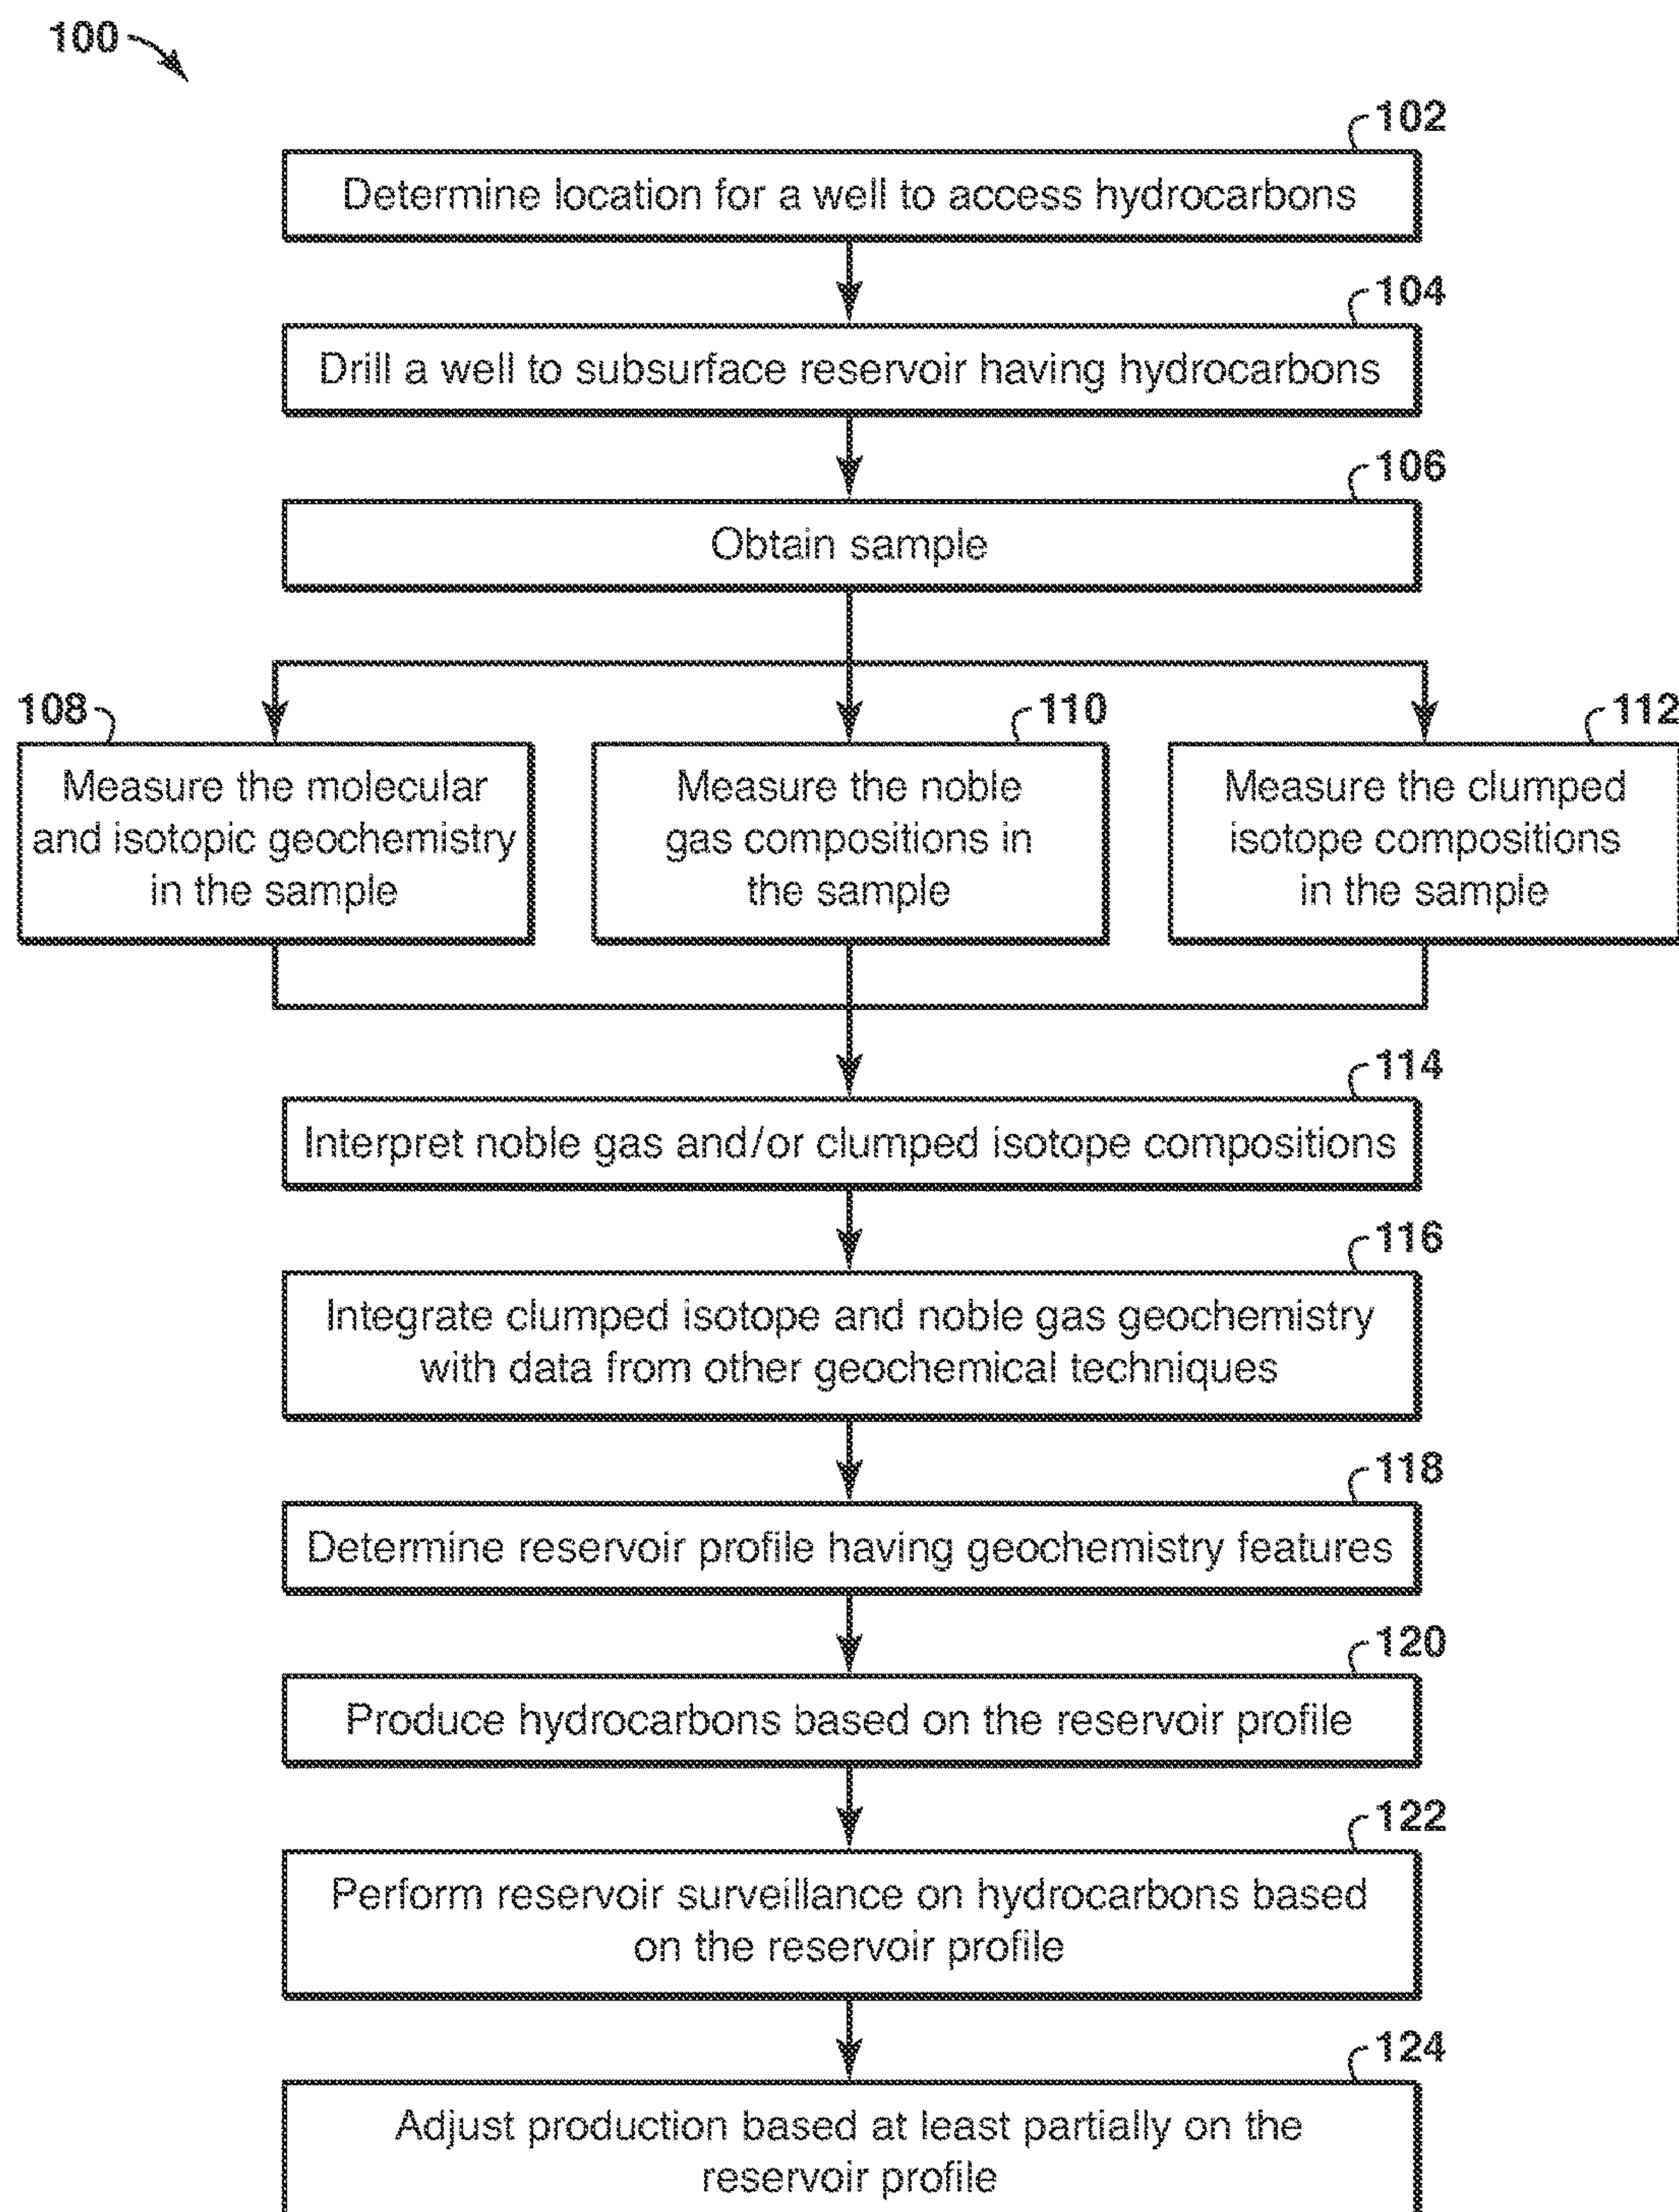 100
102
Determine location for a well to access hydrocarbons
104
Drill a well to subsurface reservoir having hydrocarbons
106
Obtain sample
108
Measure the molecular
and isotopic geochemistry
in the sample
110
Measure the noble
gas compositions in
the sample
112
Measure the clumped
isotope compositions
in the sample
114
Interpret noble gas and/or clumped isotope compositions
116
Integrate clumped isotope and noble gas geochemistry
with data from other geochemical techniques
118
Determine reservoir profile having geochemistry features
120
Produce hydrocarbons based on the reservoir profile
122
Perform reservoir surveillance on hydrocarbons based
on the reservoir profile
124
Adjust production based at least partially on the
reservoir profile